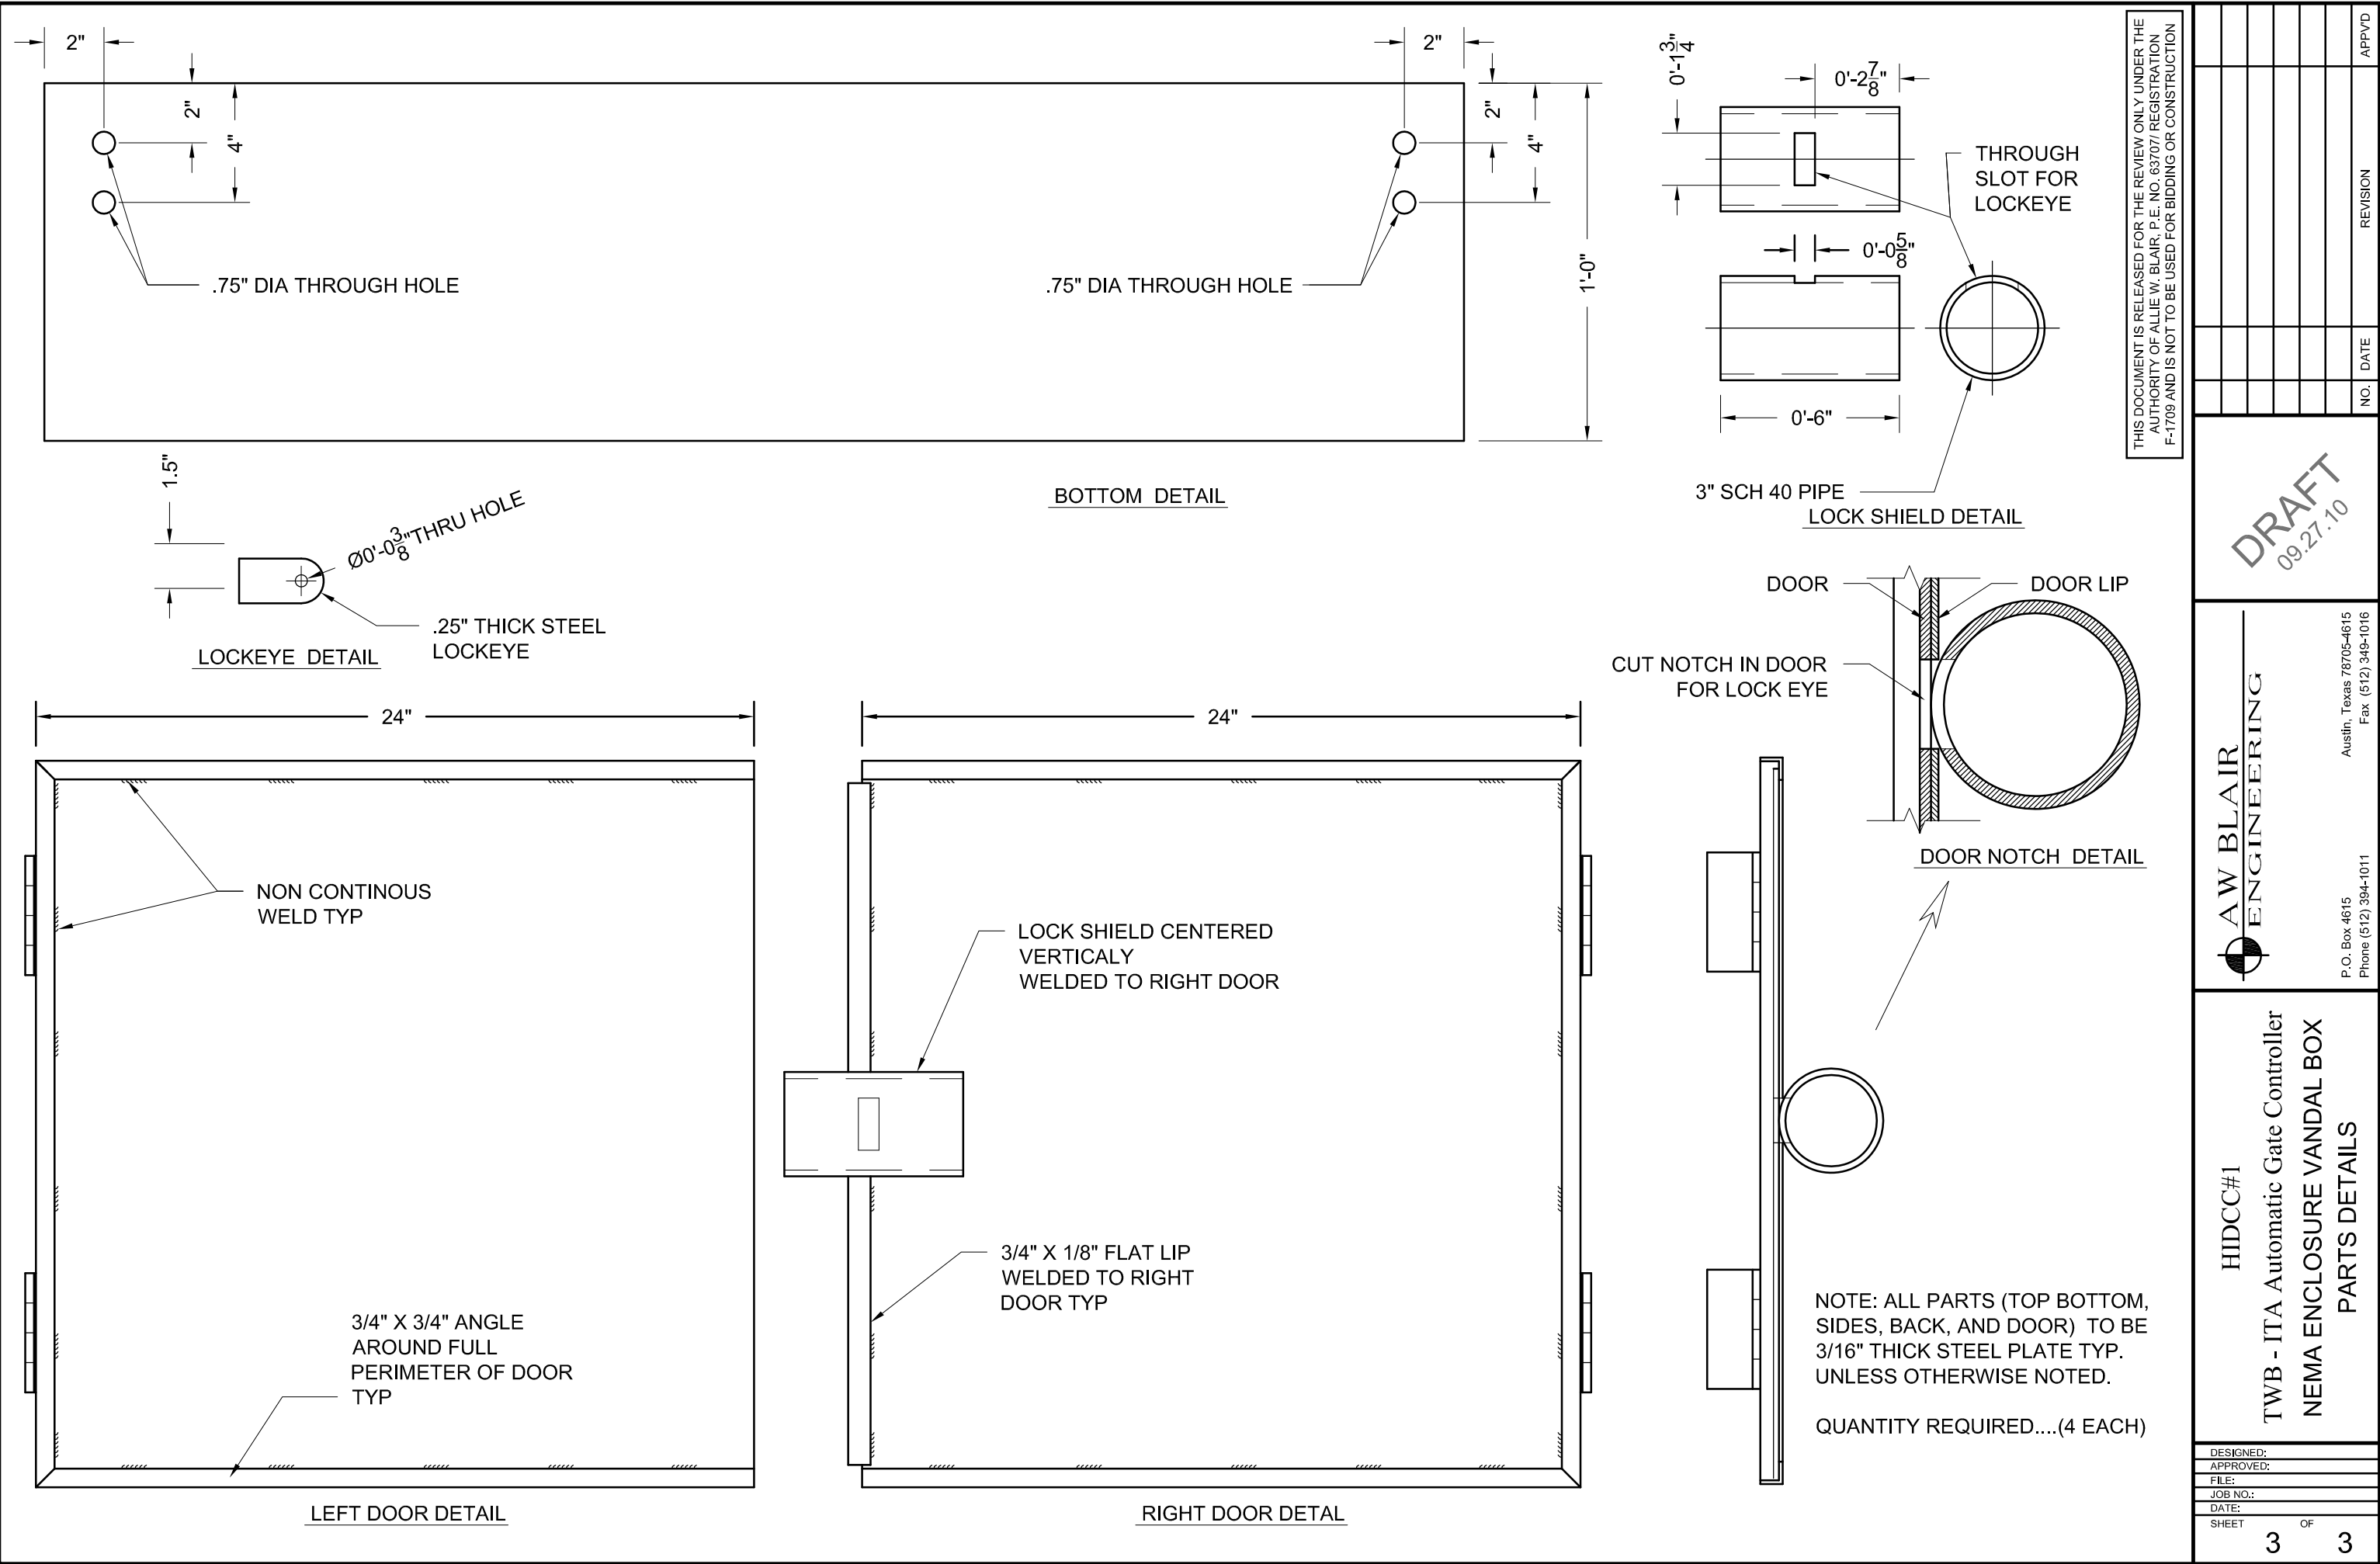 2"
2"
4"
.75" DIA THROUGH HOLE
2"
2"
4"
1'-0"
.75" DIA THROUGH HOLE
BOTTOM DETAIL
0'-1 3/4"
0'-2 7/8"
THROUGH
SLOT FOR
LOCKEYE
0'-0 5/8"
0'-6"
3" SCH 40 PIPE
LOCK SHIELD DETAIL
1.5"
Ø0'-0 3/8" THRU HOLE
.25" THICK STEEL
LOCKEYE
LOCKEYE DETAIL
DOOR
DOOR LIP
CUT NOTCH IN DOOR
FOR LOCK EYE
DOOR NOTCH DETAIL
24"
NON CONTINOUS
WELD TYP
3/4" X 3/4" ANGLE
AROUND FULL
PERIMETER OF DOOR
TYP
LEFT DOOR DETAIL
24"
LOCK SHIELD CENTERED
VERTICALY
WELDED TO RIGHT DOOR
3/4" X 1/8" FLAT LIP
WELDED TO RIGHT
DOOR TYP
RIGHT DOOR DETAL
NOTE: ALL PARTS (TOP BOTTOM,
SIDES, BACK, AND DOOR) TO BE
3/16" THICK STEEL PLATE TYP.
UNLESS OTHERWISE NOTED.
QUANTITY REQUIRED....(4 EACH)
THIS DOCUMENT IS RELEASED FOR THE REVIEW ONLY UNDER THE
AUTHORITY OF ALLIE W. BLAIR, P.E. NO. 63707/ REGISTRATION
F-1709 AND IS NOT TO BE USED FOR BIDDING OR CONSTRUCTION
NO. DATE REVISION APPV'D
DRAFT
09.27.10
AW BLAIR
ENGINEERING
P.O. Box 4615 Austin, Texas 78705-4615
Phone (512) 394-1011 Fax (512) 349-1016
HIDCC#1
TWB - ITA Automatic Gate Controller
NEMA ENCLOSURE VANDAL BOX
PARTS DETAILS
DESIGNED:
APPROVED:
FILE:
JOB NO.:
DATE:
SHEET 3 OF 3